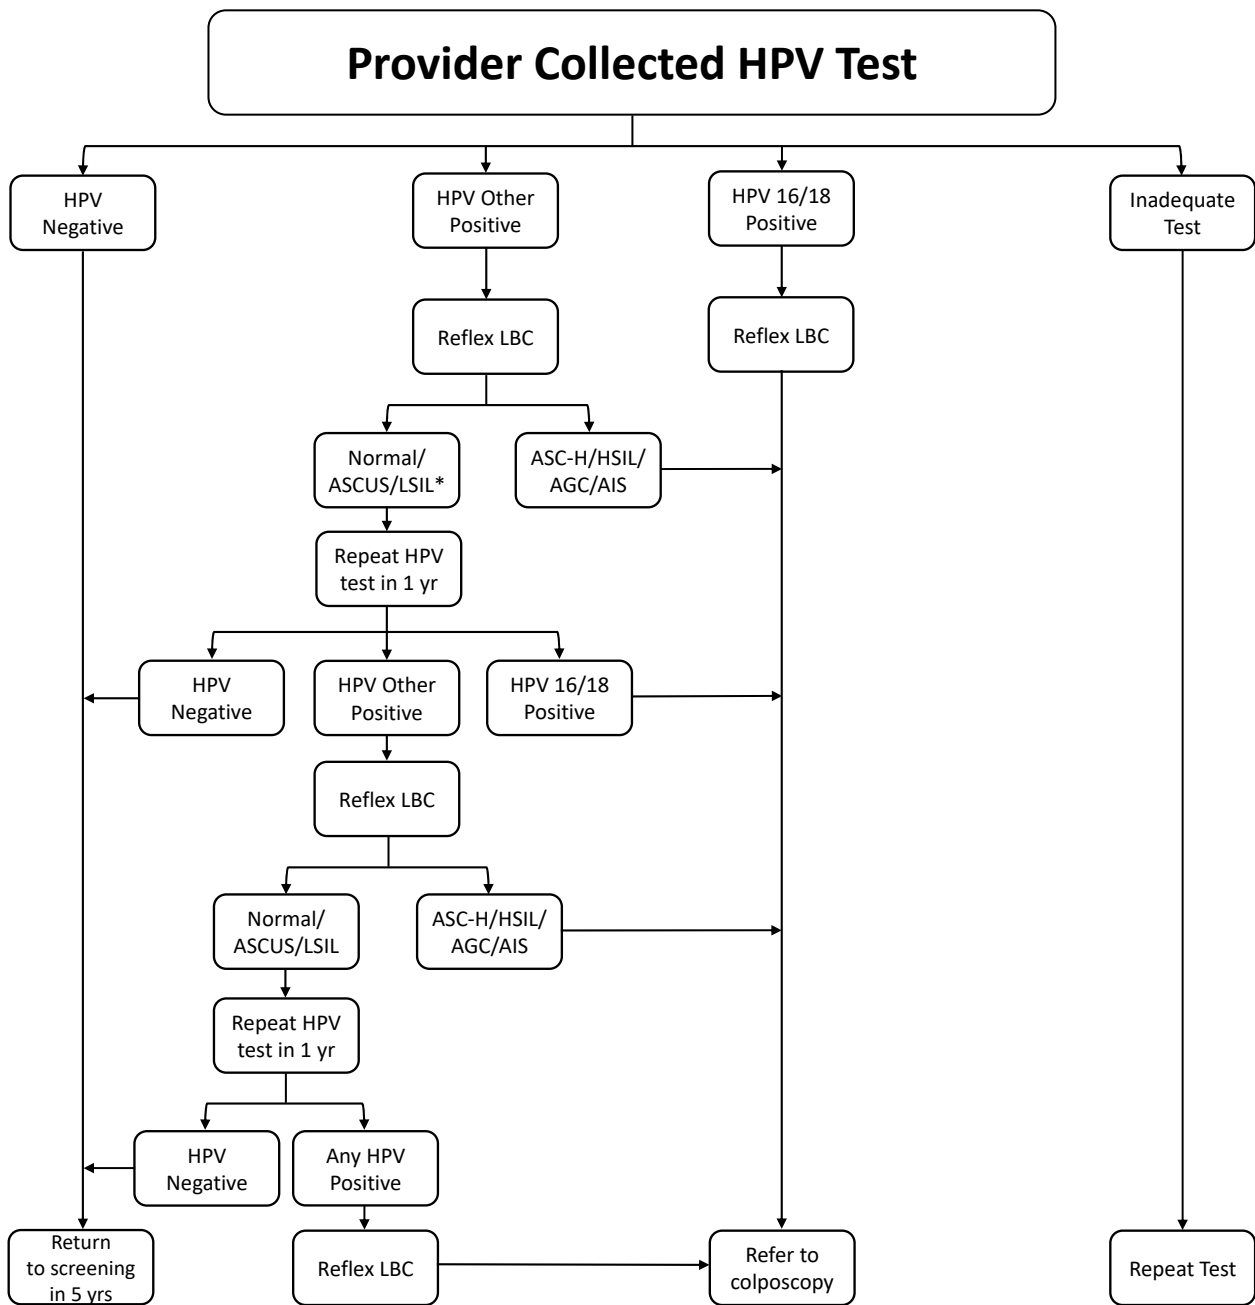 Provider Collected HPV Test
HPV
Negative
HPV Other
Positive
HPV 16/18
Positive
Inadequate
Test
Reflex LBC
Reflex LBC
Normal/
ASCUS/LSIL*
ASC-H/HSIL/
AGC/AIS
Repeat HPV
test in 1 yr
HPV
Negative
HPV Other
Positive
HPV 16/18
Positive
Reflex LBC
Normal/
ASCUS/LSIL
ASC-H/HSIL/
AGC/AIS
Repeat HPV
test in 1 yr
HPV
Negative
Any HPV
Positive
Return
to screening
in 5 yrs
Reflex LBC
Refer to
colposcopy
Repeat Test